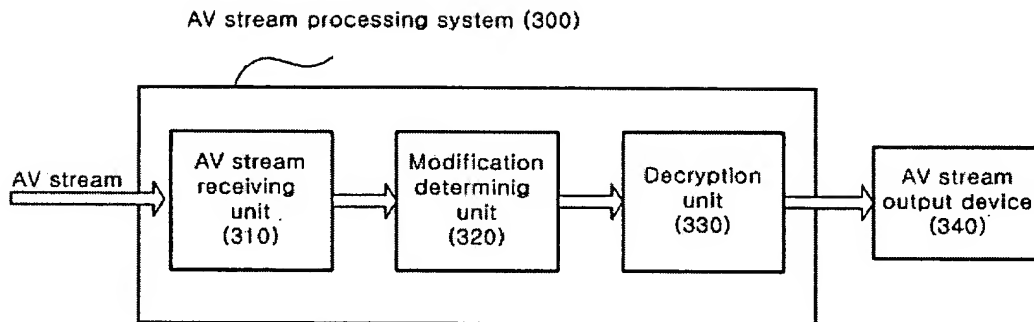 AV stream processing system (300)
AV stream
AV stream
receiving
unit
(310)
Modification
determinig
unit
(320)
Decryption
unit
(330)
AV stream
output device
(340)